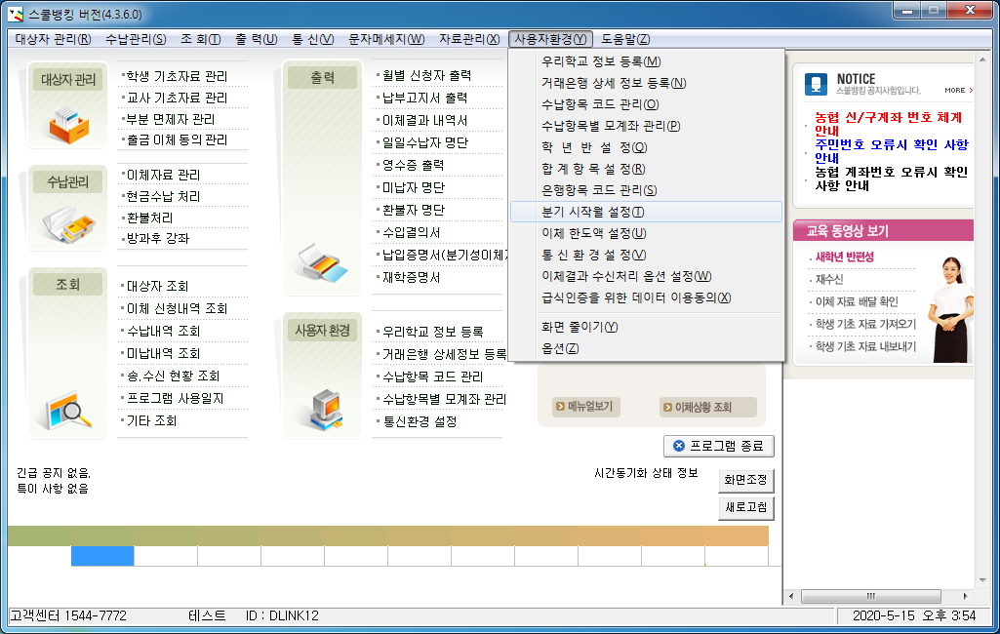 스쿨뱅킹 버전(4.3.6.0)
대상자 관리(R) 수납관리(S) 조 회(T) 출 력(U) 통 신(V) 문자메세지(W) 자료관리(X) 사용자환경(Y) 도움말(Z)
대상자 관리
학생 기초자료 관리
교사 기초자료 관리
부분 면제자 관리
출금 이체 동의 관리
수납관리
이체자료 관리
현금수납 처리
환불처리
방과후 강좌
조 회
대상자 조회
이체 신청내역 조회
수납내역 조회
미납내역 조회
송,수신 현황 조회
프로그램 사용일지
기타 조회
출 력
월별 신청자 출력
납부고지서 출력
이체결과 내역서
일일수납자 명단
영수증 출력
미납자 명단
환불자 명단
수입결의서
납입증명서(분기성이체
재학증명서
사용자 환경
우리학교 정보 등록
거래은행 상세정보 등록
수납항목 코드 관리
수납항목별 모계좌 관리
통신환경 설정
우리학교 정보 등록(M)
거래은행 상세 정보 등록(N)
수납항목 코드 관리(O)
수납항목별 모계좌 관리(P)
학 년 반 설 정(Q)
합 계 항 목 설 정(R)
은행항목 코드 관리(S)
분기 시작월 설정(T)
이체 한도액 설정(U)
통 신 환 경 설 정(V)
이체결과 수신처리 옵션 설정(W)
급식인증을 위한 데이터 이용동의(X)
화면 줄이기(Y)
옵션(Z)
메뉴얼보기
이체상황 조회
프로그램 종료
긴급 공지 없음.
특이 사항 없음
시간동기화 상태 정보
화면조정
새로고침
NOTICE
스쿨뱅킹 공지사항입니다.
MORE
농협 신/구계좌 번호 체계
안내
주민번호 오류시 확인 사항
안내
농협 계좌번호 오류시 확인
사항 안내
교육 동영상 보기
새학년 반편성
재수신
이체 자료 배달 확인
학생 기초 자료 가져오기
학생 기초 자료 내보내기
고객센터 1544-7772 테스트 ID : DLINK12 2020-5-15 오후 3:54